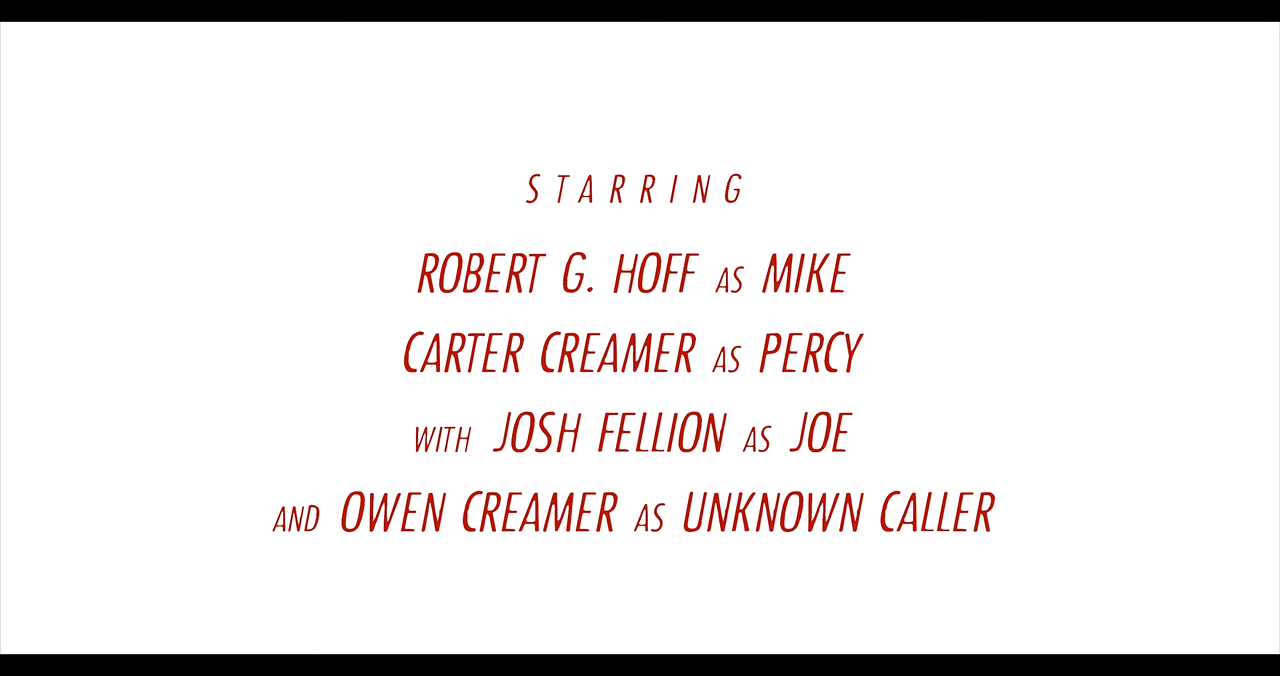 STARRING
ROBERT G. HOFF AS MIKE
CARTER CREAMER AS PERCY
WITH JOSH FELLION AS JOE
AND OWEN CREAMER AS UNKNOWN CALLER